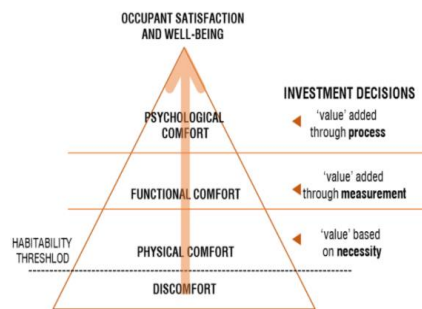 OCCUPANT SATISFACTION
AND WELL-BEING
INVESTMENT DECISIONS
PSYCHOLOGICAL
COMFORT
'value' added
through process
FUNCTIONAL COMFORT
'value' added
through measurement
HABITABILITY
THRESHLOD
PHYSICAL COMFORT
'value' based
on necessity
DISCOMFORT